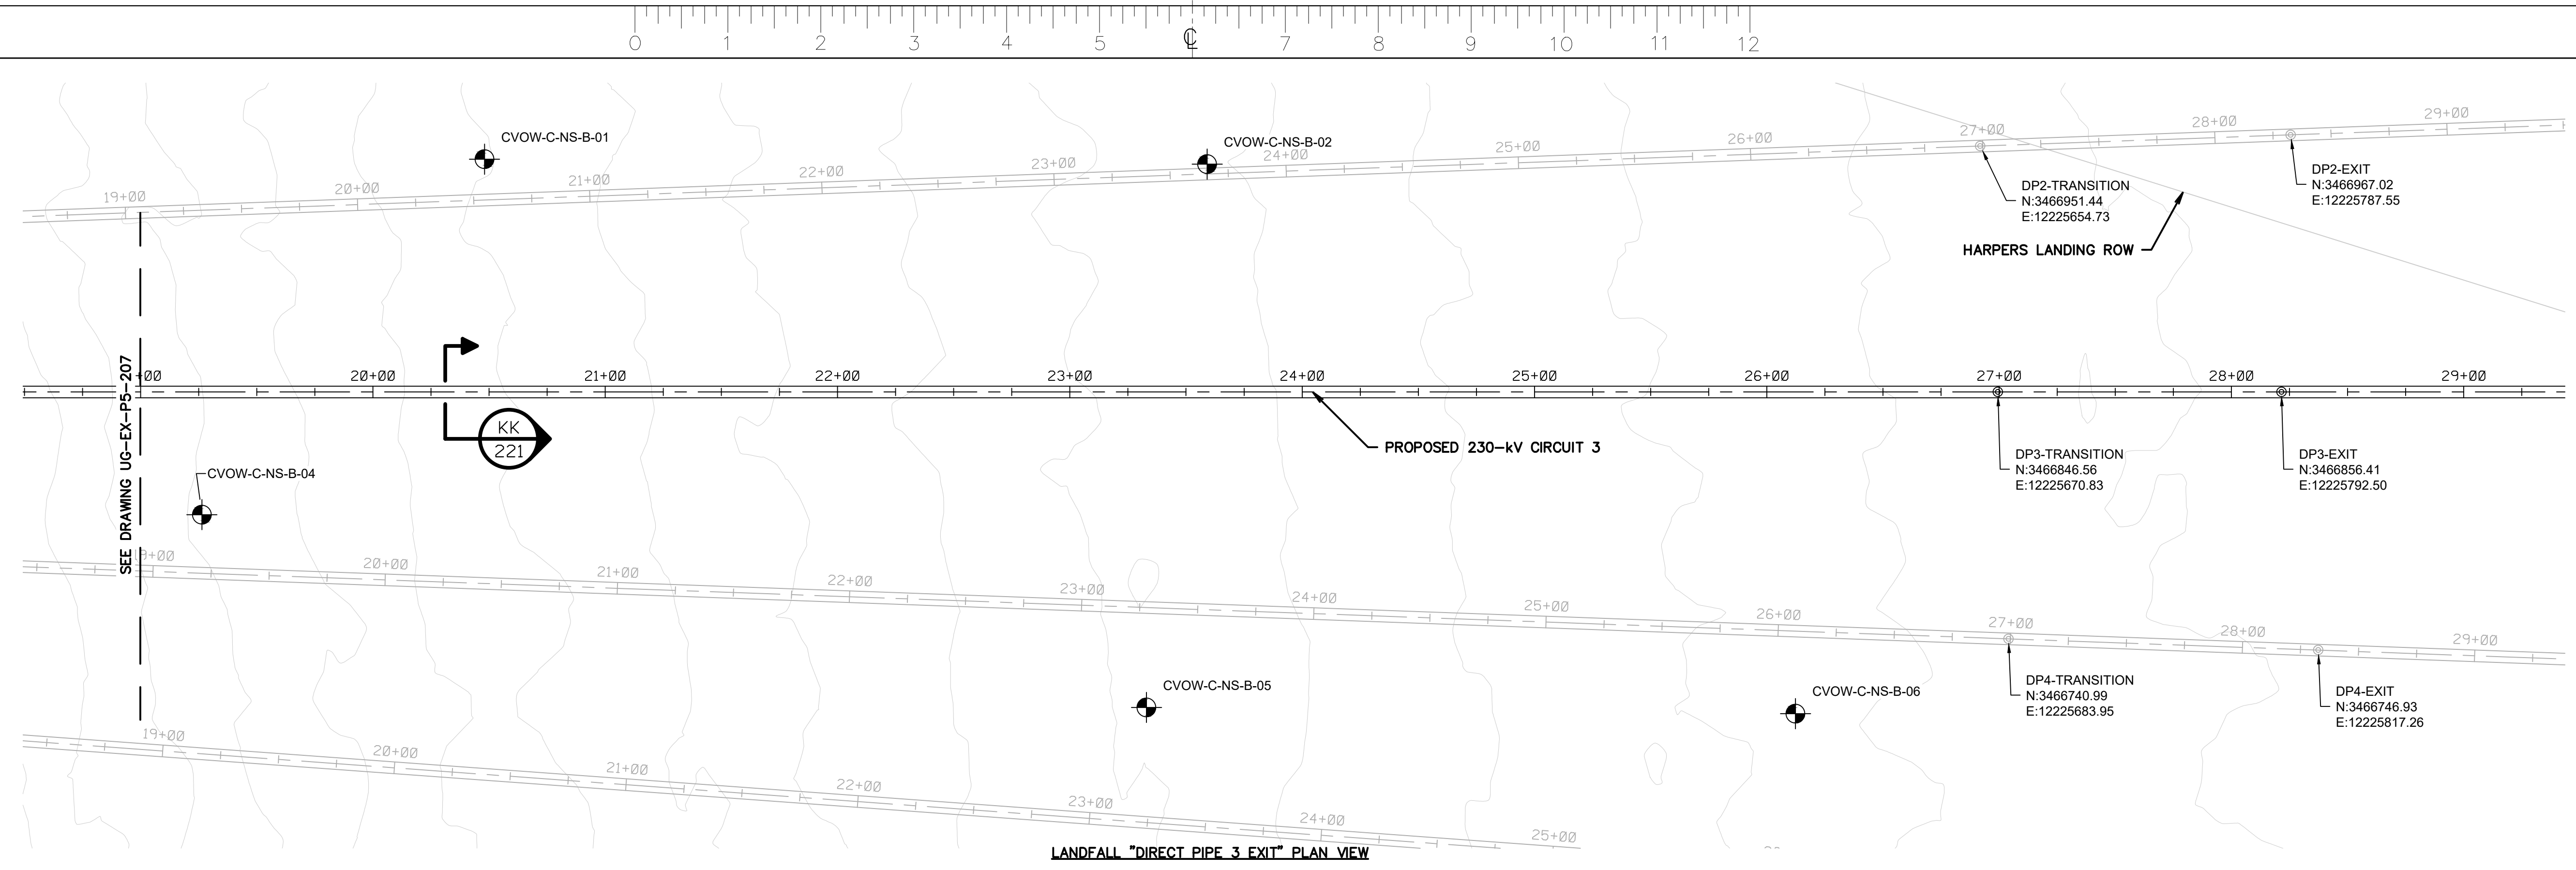 0 1 2 3 4 5 ℄ 7 8 9 10 11 12
CVOW-C-NS-B-01
CVOW-C-NS-B-02
19+00 20+00 21+00 22+00 23+00 24+00 25+00 26+00 27+00 28+00 29+00
DP2-TRANSITION
N:3466951.44
E:12225654.73
DP2-EXIT
N:3466967.02
E:12225787.55
HARPERS LANDING ROW
SEE DRAWING UG-EX-P5-207
+00 20+00 21+00 22+00 23+00 24+00 25+00 26+00 27+00 28+00 29+00
KK
221
PROPOSED 230-kV CIRCUIT 3
DP3-TRANSITION
N:3466846.56
E:12225670.83
DP3-EXIT
N:3466856.41
E:12225792.50
CVOW-C-NS-B-04
19+00 20+00 21+00 22+00 23+00 24+00 25+00 26+00 27+00 28+00 29+00
CVOW-C-NS-B-05
CVOW-C-NS-B-06
DP4-TRANSITION
N:3466740.99
E:12225683.95
DP4-EXIT
N:3466746.93
E:12225817.26
19+00 20+00 21+00 22+00 23+00 24+00 25+00
LANDFALL "DIRECT PIPE 3 EXIT" PLAN VIEW